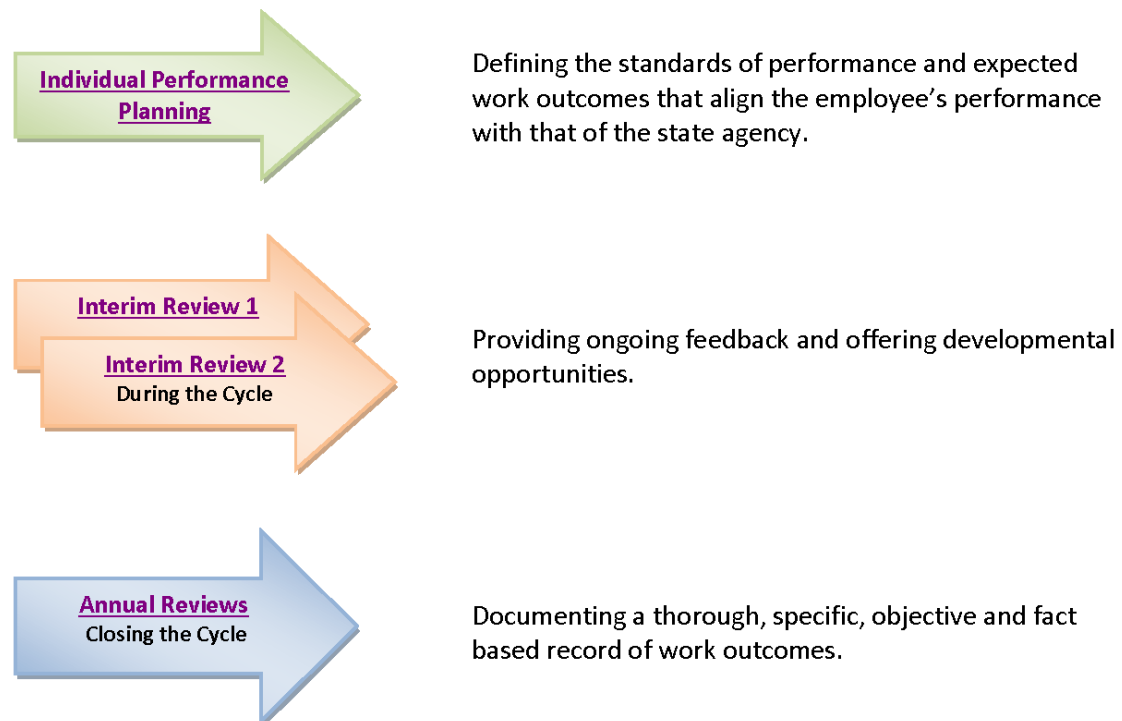 Individual Performance
Planning
Defining the standards of performance and expected
work outcomes that align the employee's performance
with that of the state agency.
Interim Review 1
Interim Review 2
During the Cycle
Providing ongoing feedback and offering developmental
opportunities.
Annual Reviews
Closing the Cycle
Documenting a thorough, specific, objective and fact
based record of work outcomes.